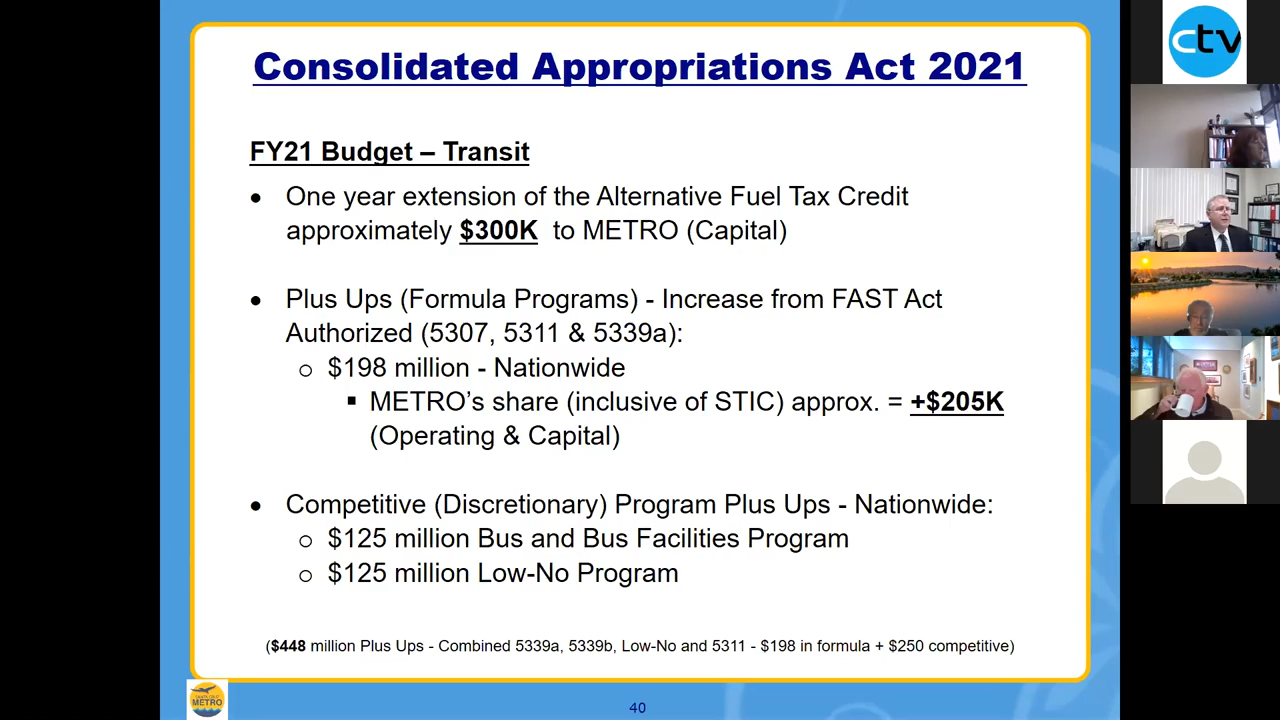 Consolidated Appropriations Act 2021
FY21 Budget – Transit
• One year extension of the Alternative Fuel Tax Credit
approximately $300K to METRO (Capital)
• Plus Ups (Formula Programs) - Increase from FAST Act
Authorized (5307, 5311 & 5339a):
o $198 million - Nationwide
▪ METRO’s share (inclusive of STIC) approx. = +$205K
(Operating & Capital)
• Competitive (Discretionary) Program Plus Ups - Nationwide:
o $125 million Bus and Bus Facilities Program
o $125 million Low-No Program
($448 million Plus Ups - Combined 5339a, 5339b, Low-No and 5311 - $198 in formula + $250 competitive)
METRO
40
ctv